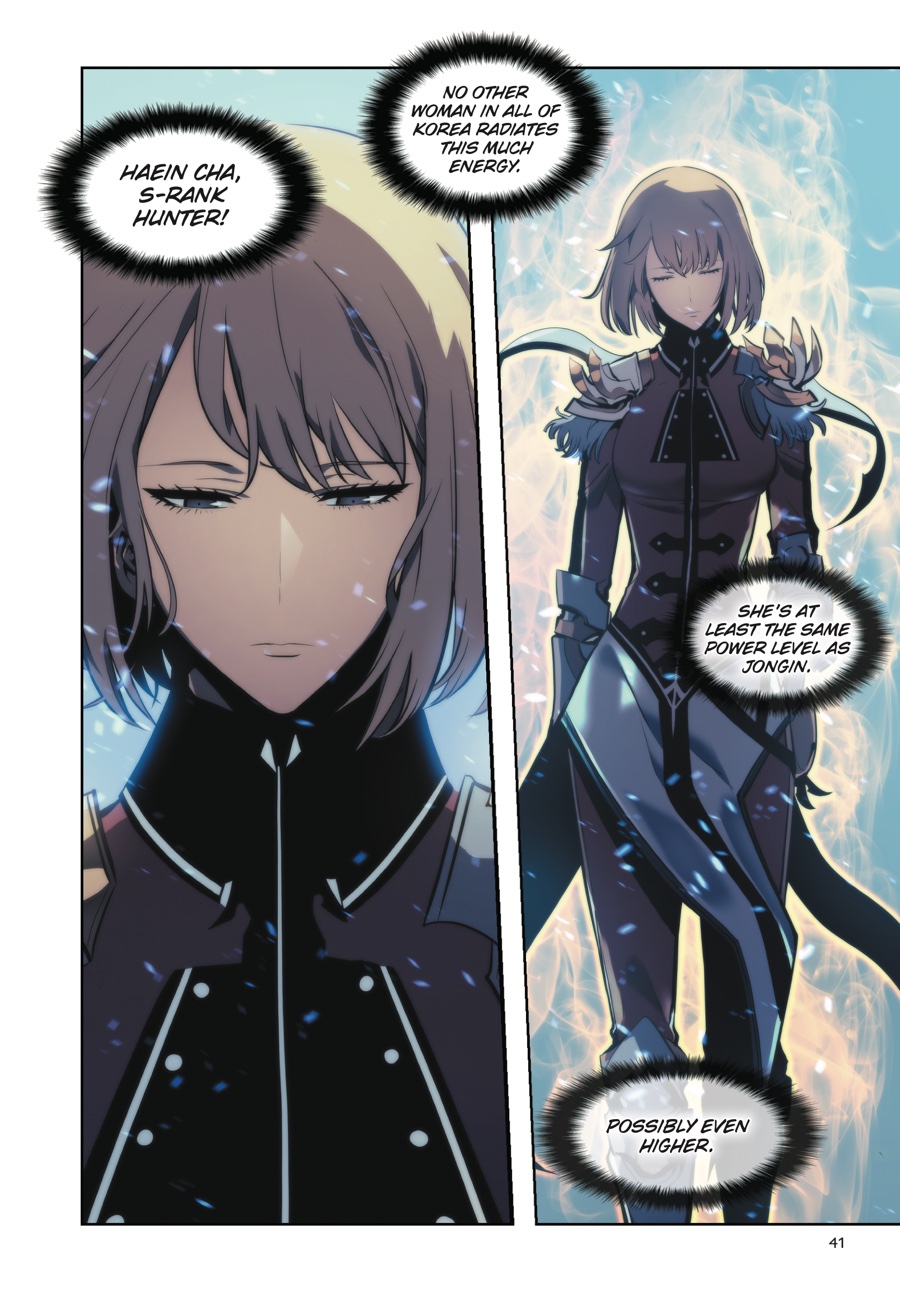 HAEIN CHA,
S-RANK
HUNTER!
NO OTHER
WOMAN IN ALL OF
KOREA RADIATES
THIS MUCH
ENERGY.
SHE'S AT
LEAST THE SAME
POWER LEVEL AS
JONGIN.
POSSIBLY EVEN
HIGHER.
41